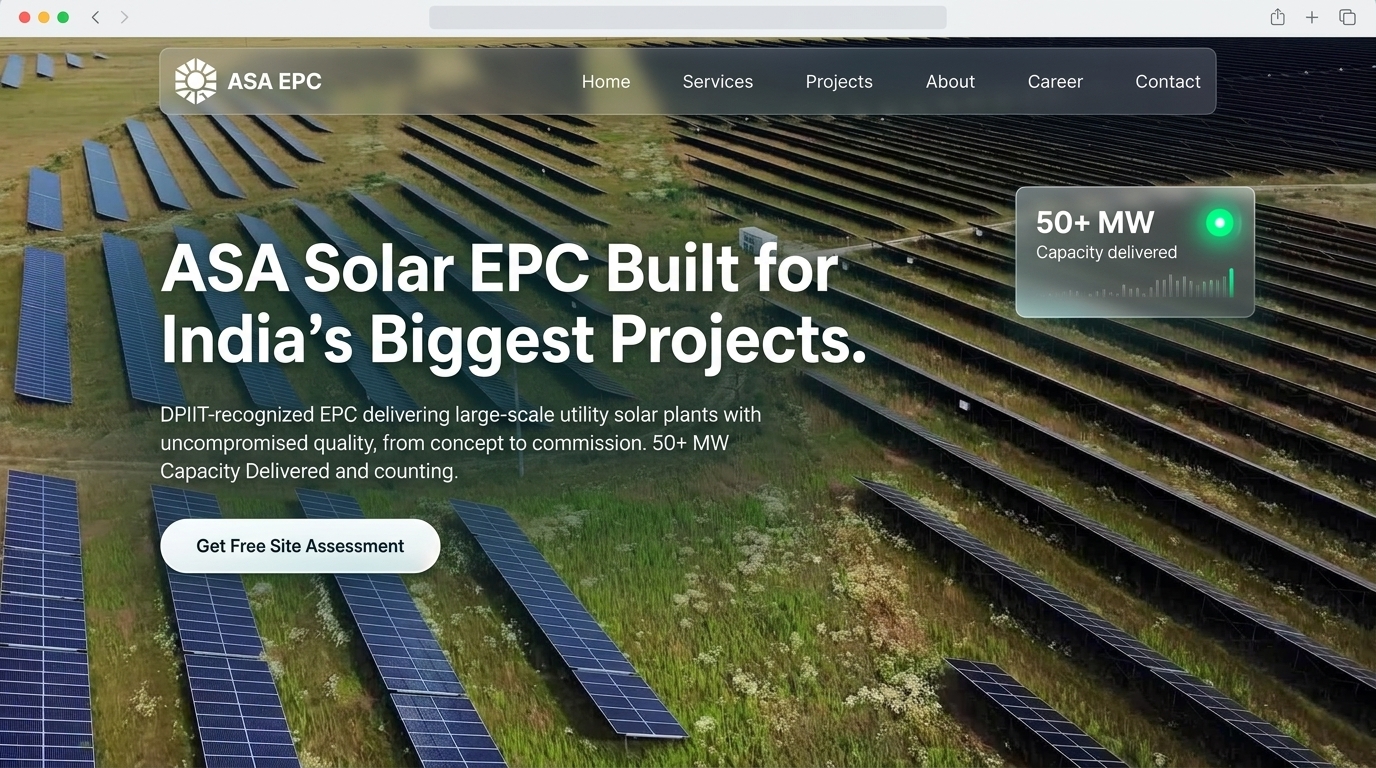 ASA EPC
Home
Services
Projects
About
Career
Contact
50+ MW
Capacity delivered
ASA Solar EPC Built for
India’s Biggest Projects.
DPIIT-recognized EPC delivering large-scale utility solar plants with
uncompromised quality, from concept to commission. 50+ MW
Capacity Delivered and counting.
Get Free Site Assessment